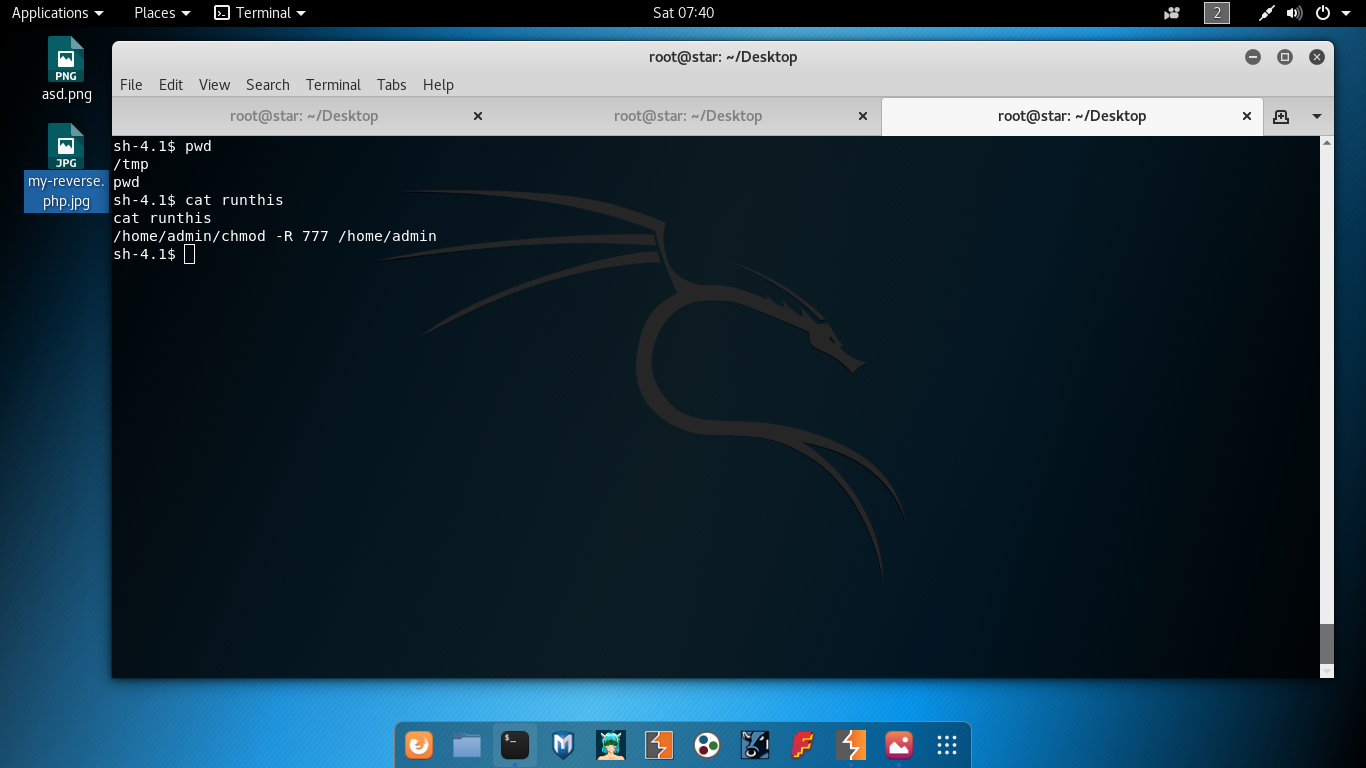 Applications Places Terminal Sat 07:40 2
PNG
asd.png
JPG
my-reverse.
php.jpg
root@star: ~/Desktop
File Edit View Search Terminal Tabs Help
root@star: ~/Desktop root@star: ~/Desktop root@star: ~/Desktop
sh-4.1$ pwd
/tmp
pwd
sh-4.1$ cat runthis
cat runthis
/home/admin/chmod -R 777 /home/admin
sh-4.1$
$_